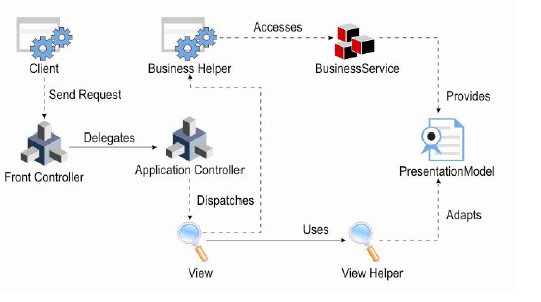 Accesses
Client
Business Helper
BusinessService
Send Request
Provides
Delegates
Front Controller
Application Controller
PresentationModel
Dispatches
Adapts
Uses
View
View Helper